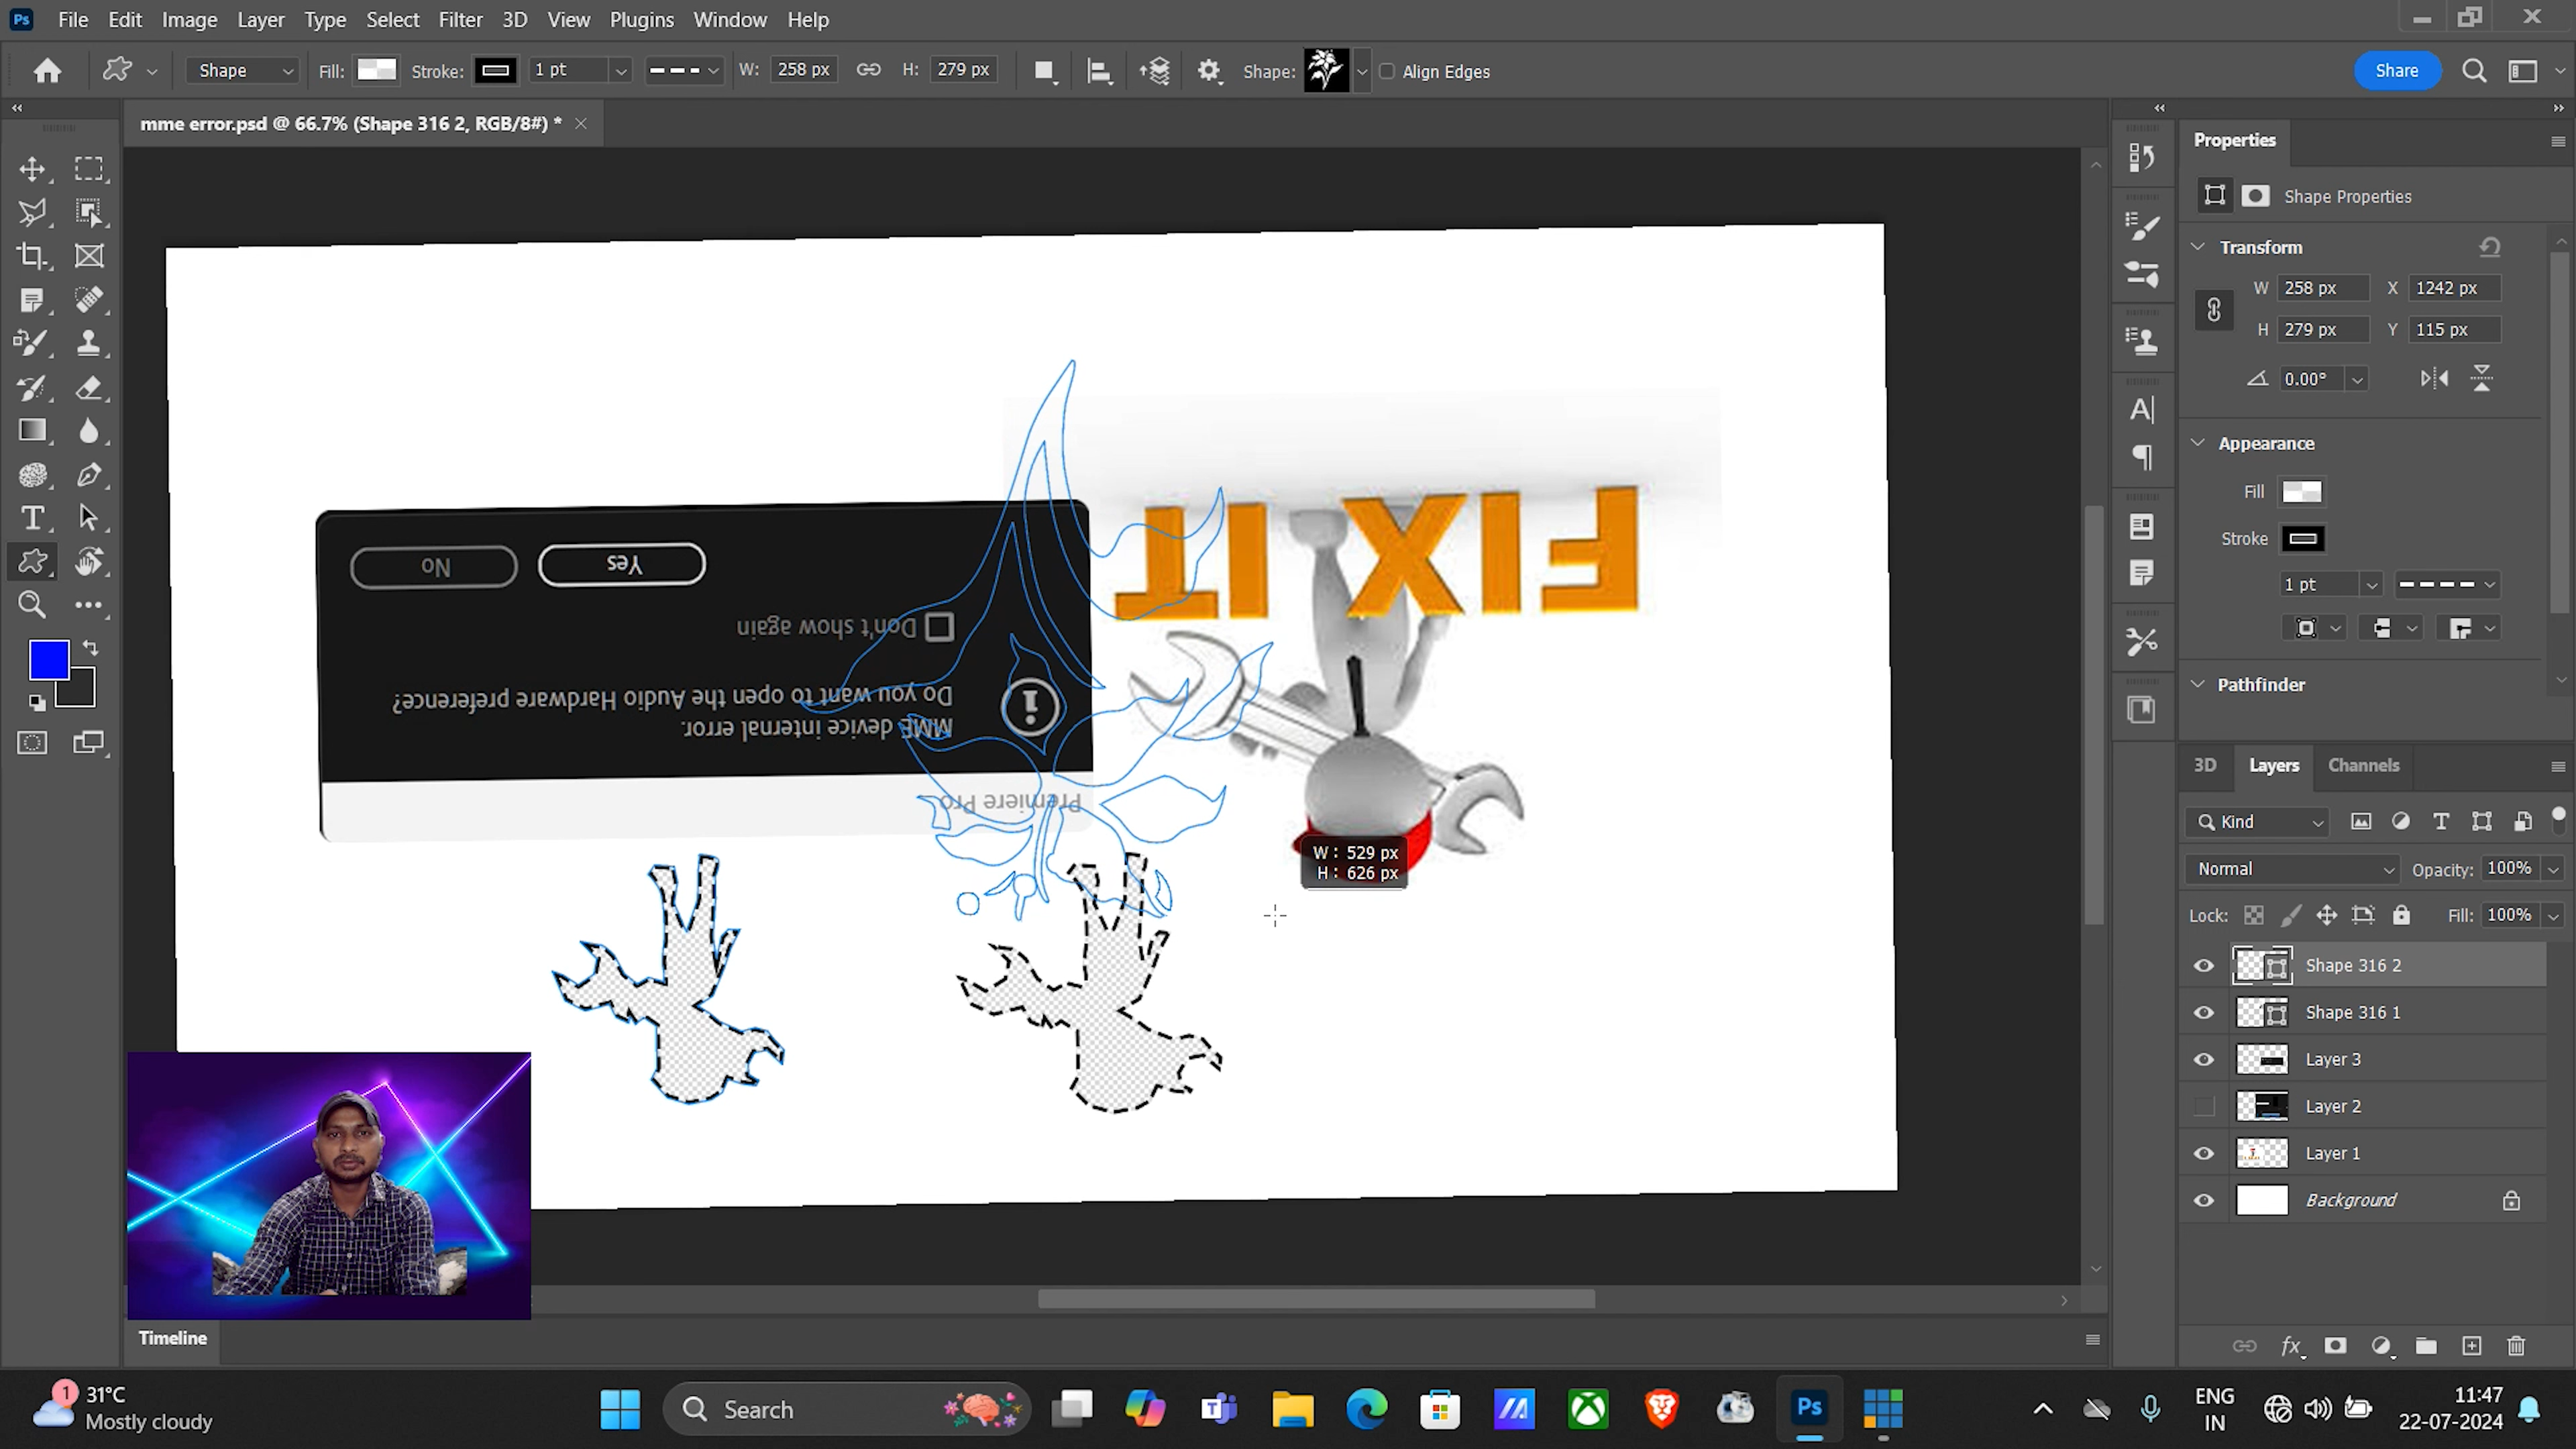 Ps File Edit Image Layer Type Select Filter 3D View Plugins Window Help
Shape Fill: Stroke: 1 pt W: 258 px H: 279 px Shape: Align Edges Share
mme error.psd @ 66.7% (Shape 316 2, RGB/8#) *
Properties
Shape Properties
Transform
W 258 px X 1242 px
H 279 px Y 115 px
0.00°
Appearance
Fill
Stroke
1 pt
Pathfinder
FIX IT
No
Yes
Don't show again
Do you want to open the Audio Hardware preference?
MME device internal error.
Premiere Pro
W : 529 px
H : 626 px
3D Layers Channels
Kind
Normal Opacity: 100%
Lock: Fill: 100%
Shape 316 2
Shape 316 1
Layer 3
Layer 2
Layer 1
Background
fx
Timeline
1 31°C
Mostly cloudy
Search
Ps
ENG
IN
11:47
22-07-2024